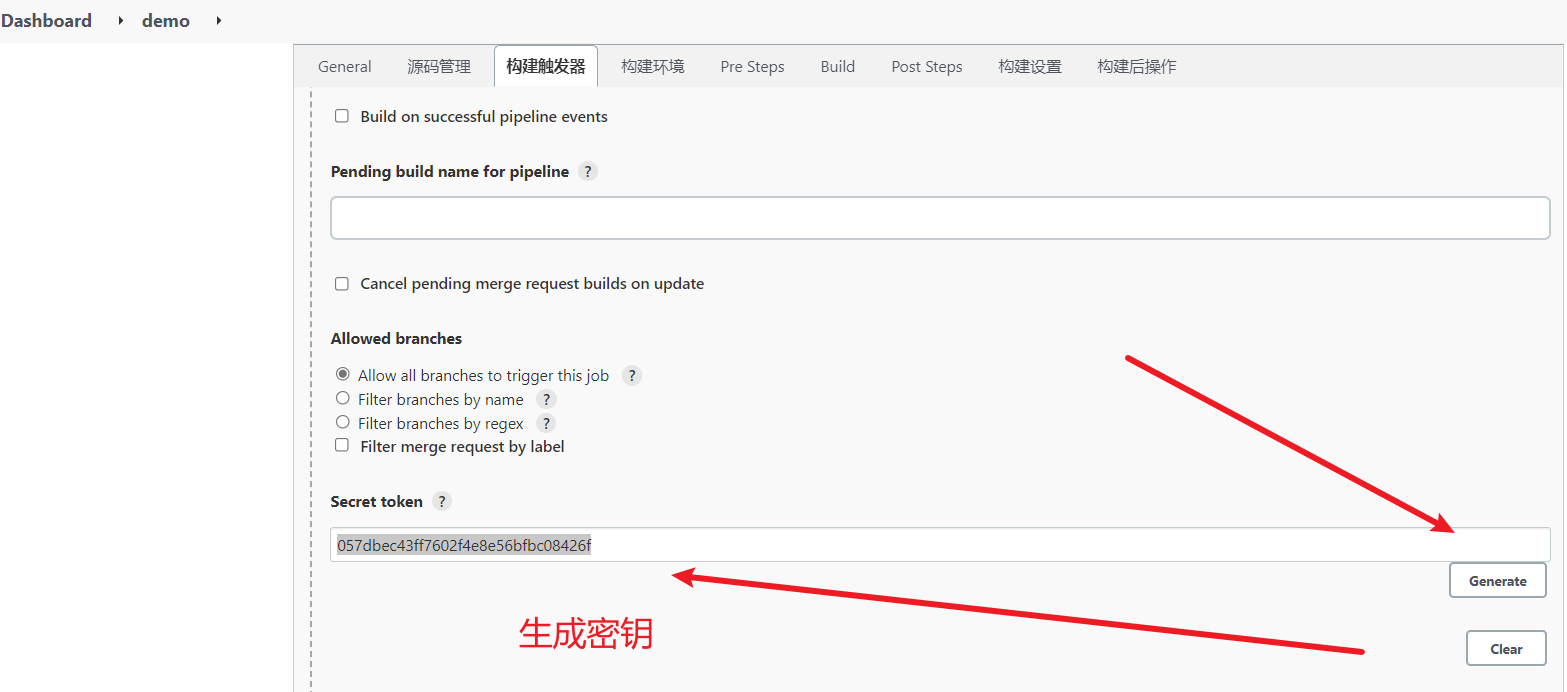 Dashboard demo
General 源码管理 构建触发器 构建环境 Pre Steps Build Post Steps 构建设置 构建后操作
Build on successful pipeline events
Pending build name for pipeline ?
Cancel pending merge request builds on update
Allowed branches
Allow all branches to trigger this job ?
Filter branches by name ?
Filter branches by regex ?
Filter merge request by label
Secret token ?
057dbec43ff7602f4e8e56bfbc08426f
Generate
生成密钥
Clear